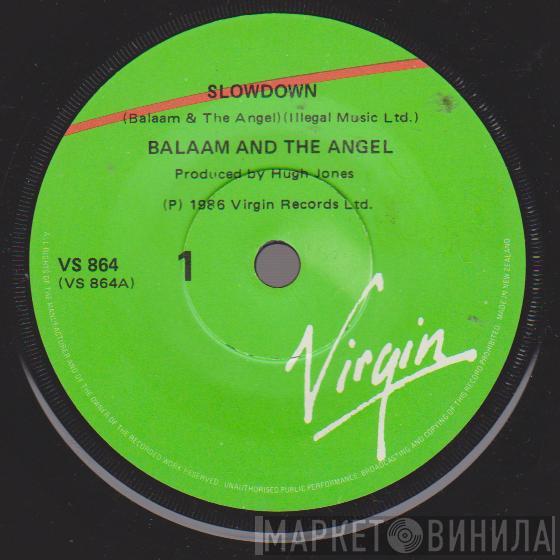 SLOWDOWN
(Balaam & The Angel)(Illegal Music Ltd.)
BALAAM AND THE ANGEL
Produced by Hugh Jones
(P) 1986 Virgin Records Ltd.
VS 864
(VS 864A)
1
Virgin
ALL RIGHTS OF THE MANUFACTURER AND OF THE OWNER OF THE RECORDED WORK RESERVED. UNAUTHORISED PUBLIC PERFORMANCE, BROADCASTING AND COPYING OF THIS RECORD PROHIBITED. MADE IN NEW ZEALAND
МАРКЕТ ВИНИЛА